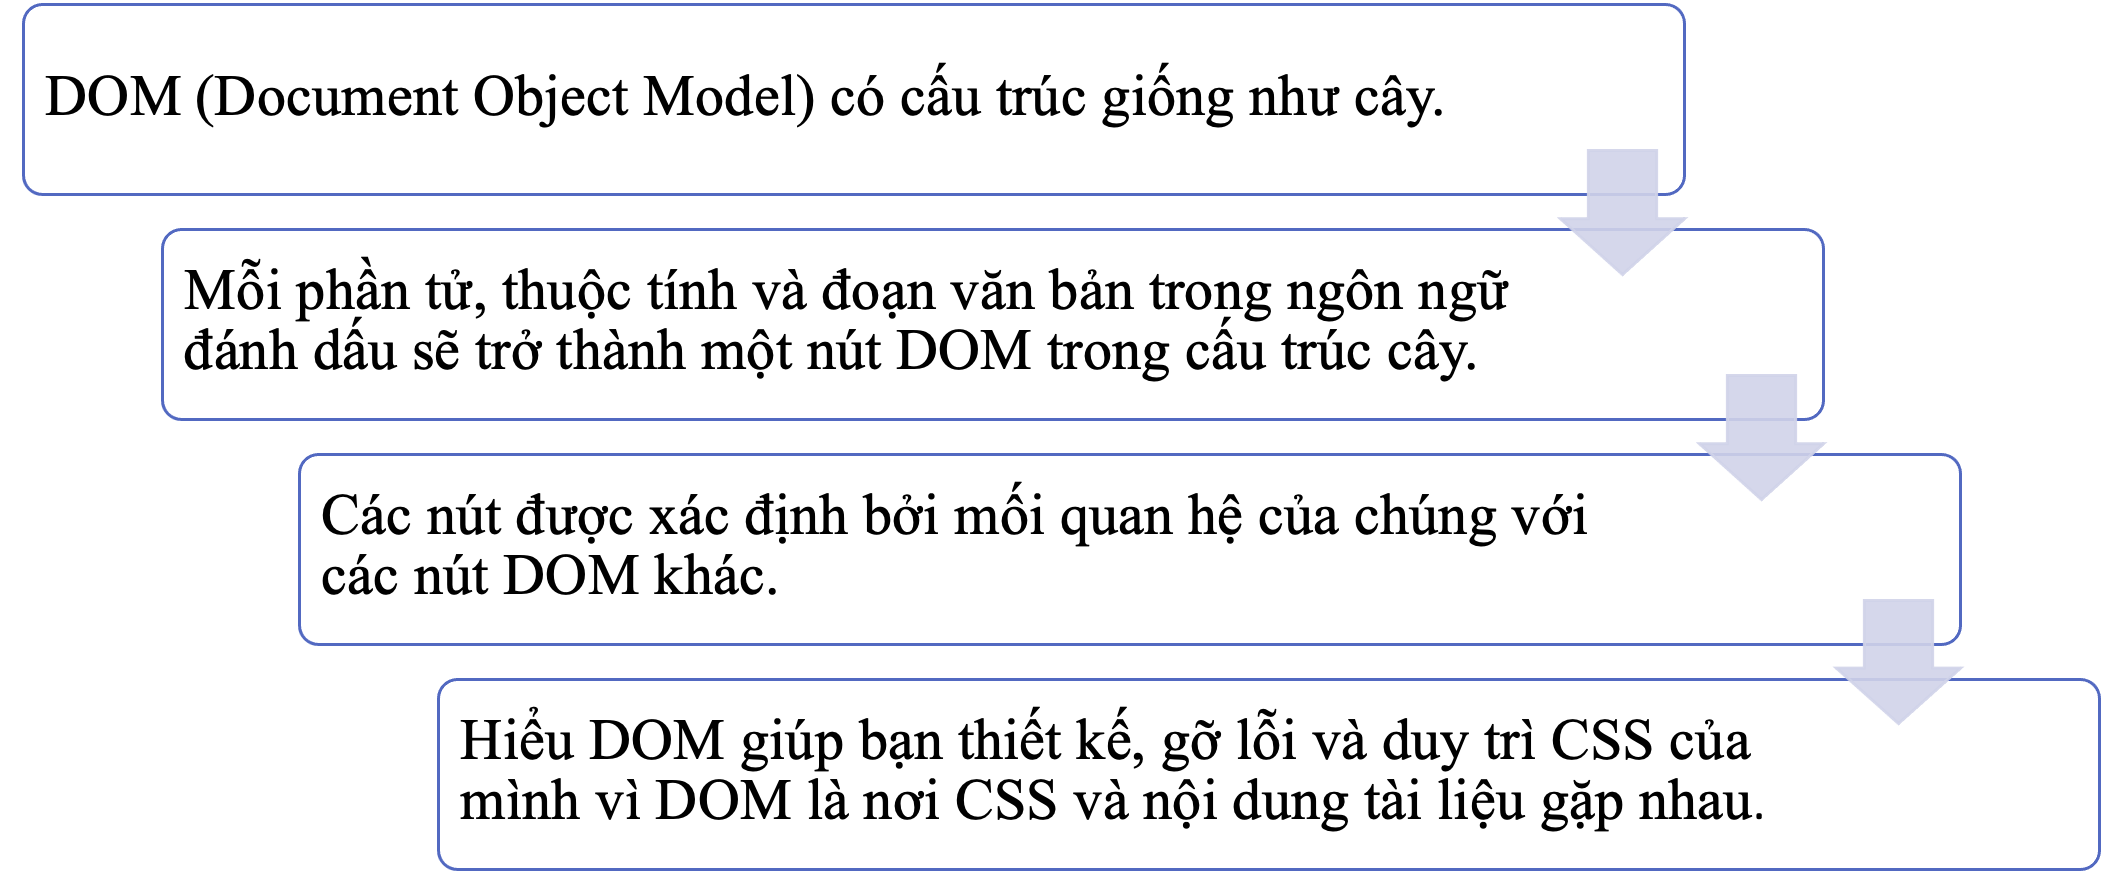 DOM (Document Object Model) có cấu trúc giống như cây.
Mỗi phần tử, thuộc tính và đoạn văn bản trong ngôn ngữ
đánh dấu sẽ trở thành một nút DOM trong cấu trúc cây.
Các nút được xác định bởi mối quan hệ của chúng với
các nút DOM khác.
Hiểu DOM giúp bạn thiết kế, gỡ lỗi và duy trì CSS của
mình vì DOM là nơi CSS và nội dung tài liệu gặp nhau.